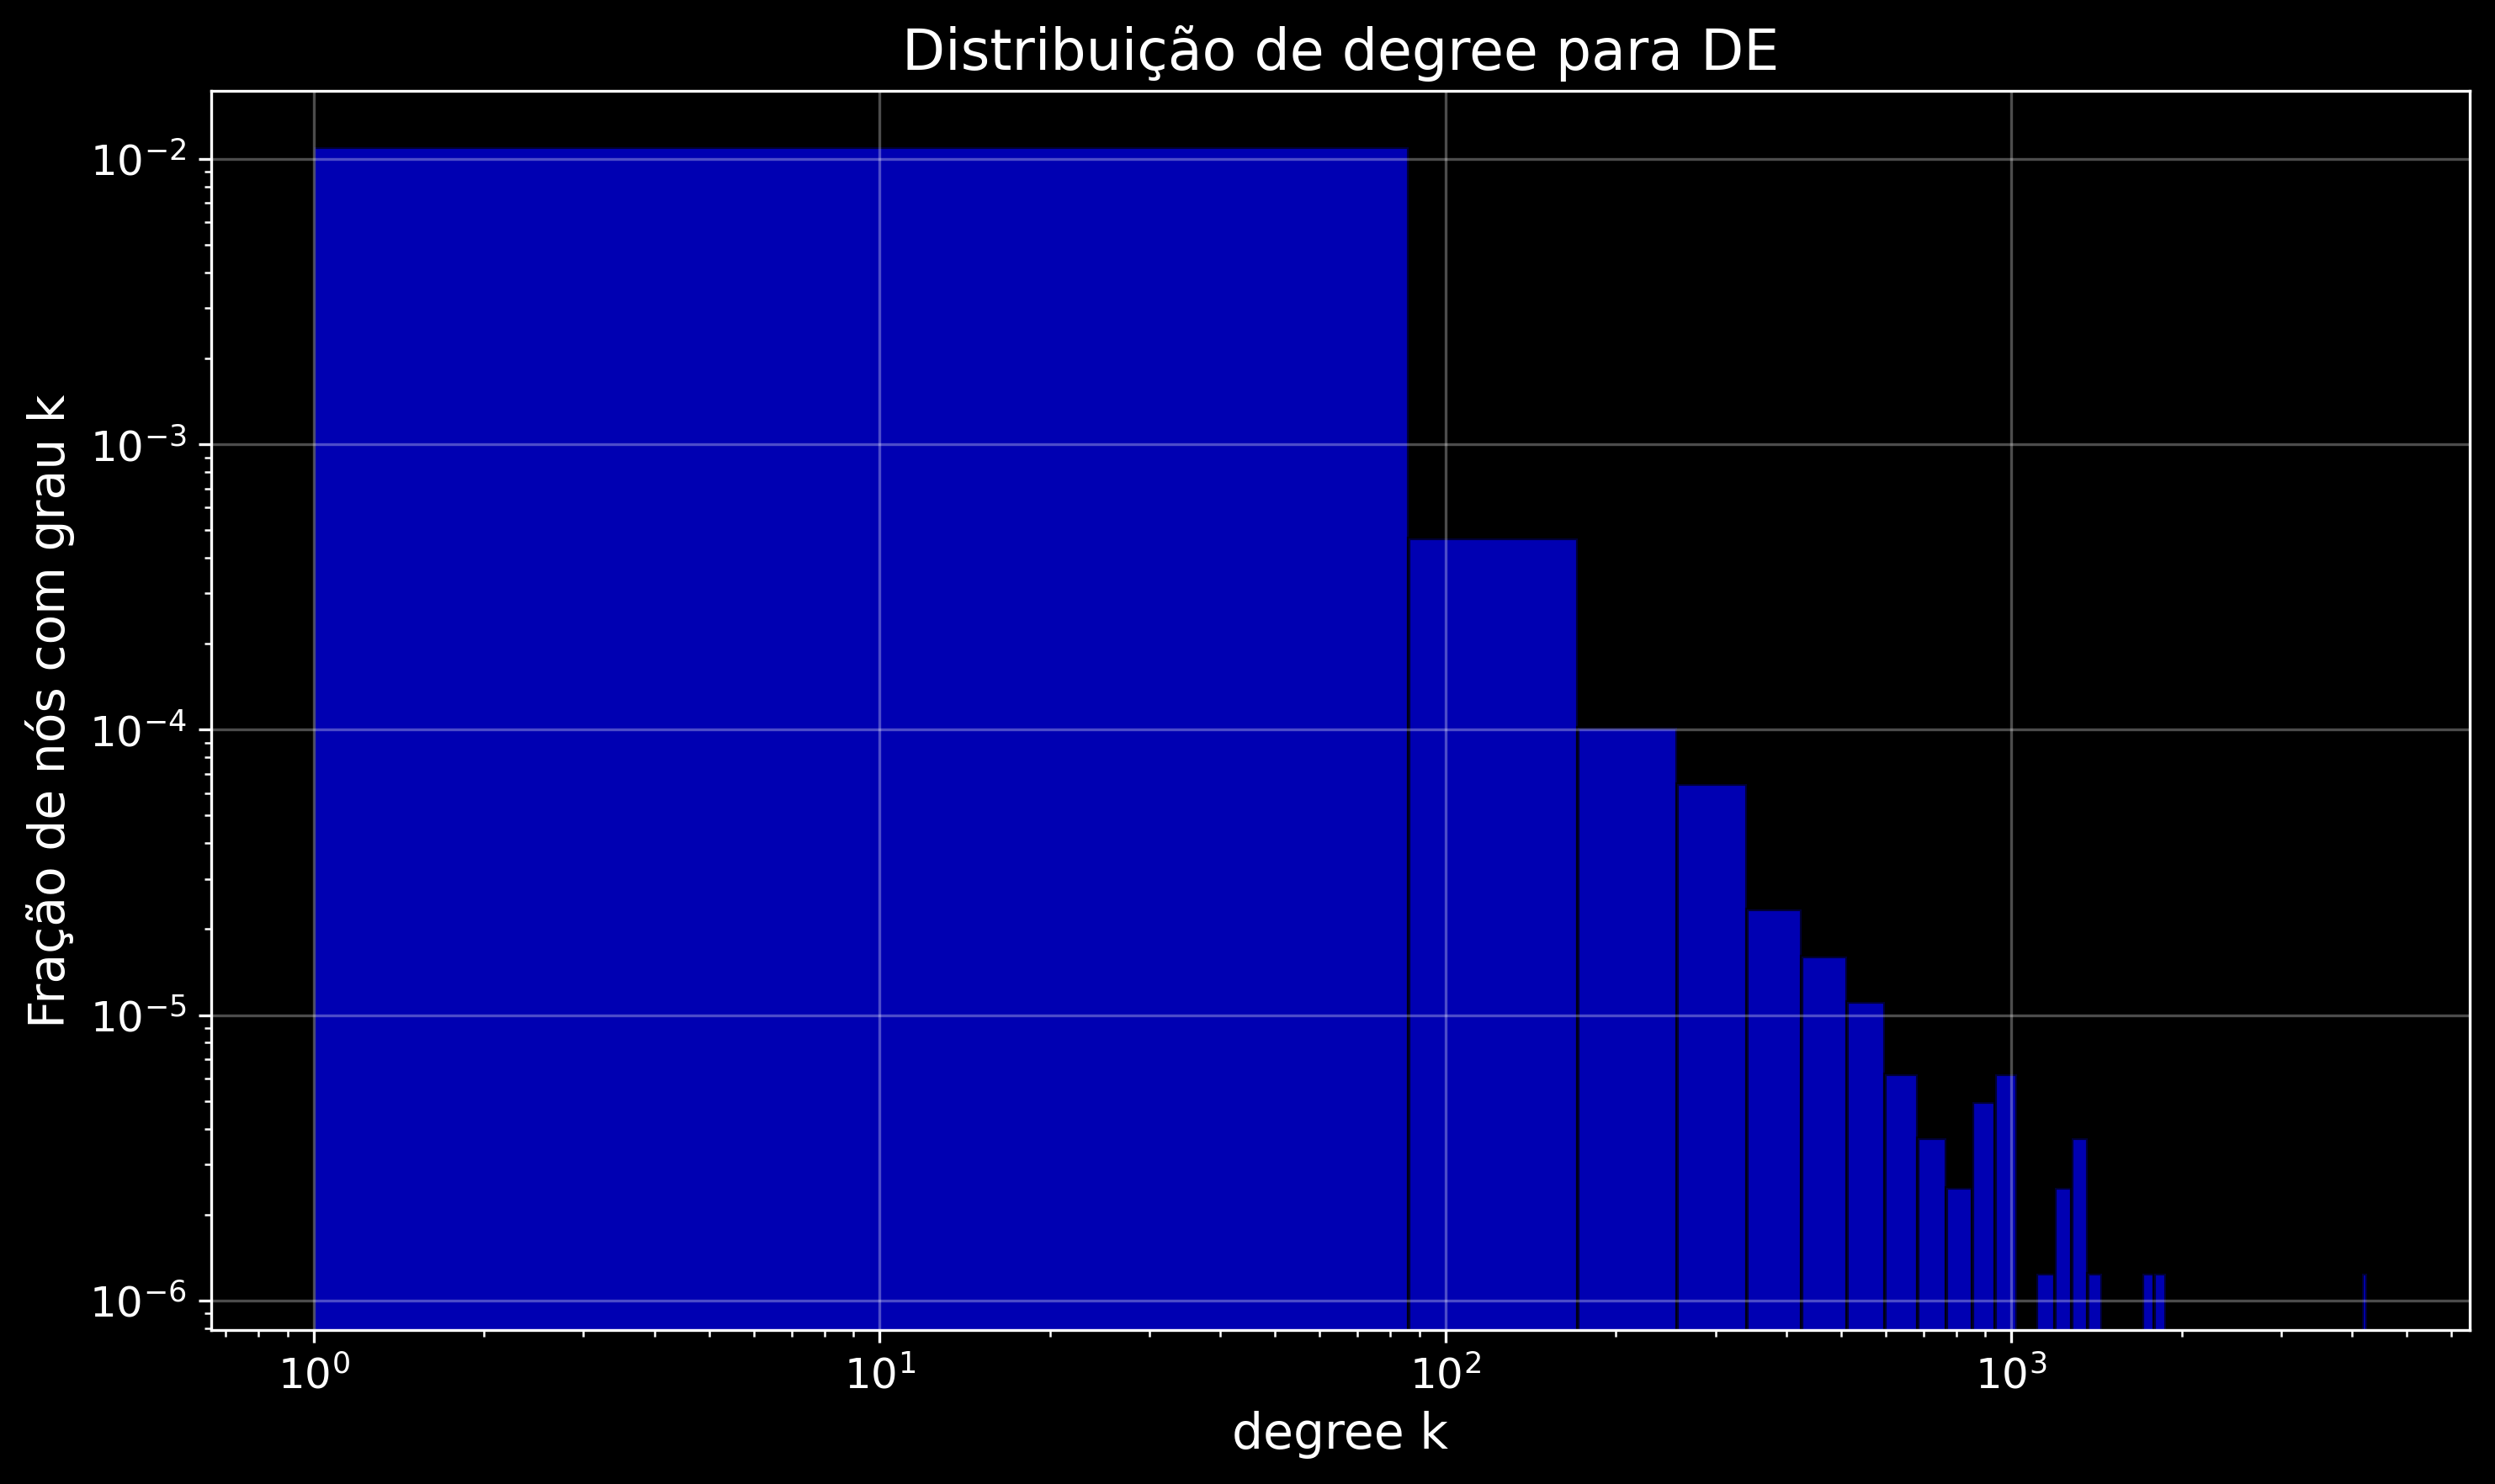 Distribuição de degree para DE
Fração de nós com grau k
10⁻²
10⁻³
10⁻⁴
10⁻⁵
10⁻⁶
10⁰ 10¹ 10² 10³
degree k